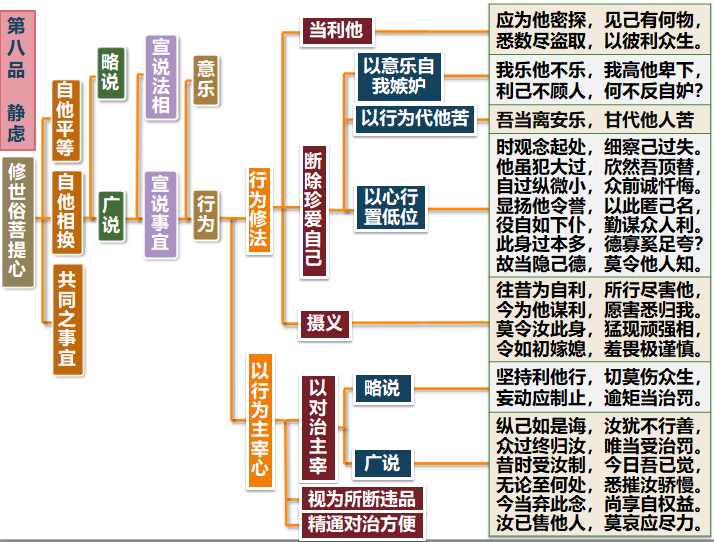 第八品 静虑
修世俗菩提心
自他平等
自他相换
共同之事宜
略说
广说
宣说法相
宣说事宜
意乐
行为
行为修法
以行为主宰心
当利他
断除珍爱自己
摄义
以对治主宰
视为所断违品
精通对治方便
以意乐自
我嫉妒
以行为代他苦
以心行
置低位
略说
广说
应为他密探，见己有何物，
悉数尽盗取，以彼利众生。
我乐他不乐，我高他卑下，
利己不顾人，何不反自妒？
吾当离安乐，甘代他人苦
时观念起处，细察己过失。
他虽犯大过，欣然吾顶替，
自过纵微小，众前诚忏悔。
显扬他令誉，以此匿己名，
役自如下仆，勤谋众人利。
此身过本多，德寡奚足夸？
故当隐己德，莫令他人知。
往昔为自利，所行尽害他，
今为他谋利，愿害悉归我。
莫令汝此身，猛现顽强相，
令如初嫁媳，羞畏极谨慎。
坚持利他行，切莫伤众生，
妄动应制止，逾矩当治罚。
纵己如是诲，汝犹不行善，
众过终归汝，唯当受治罚。
昔时受汝制，今日吾已觉，
无论至何处，悉摧汝骄慢。
今当弃此念，尚享自权益。
汝已售他人，莫哀应尽力。